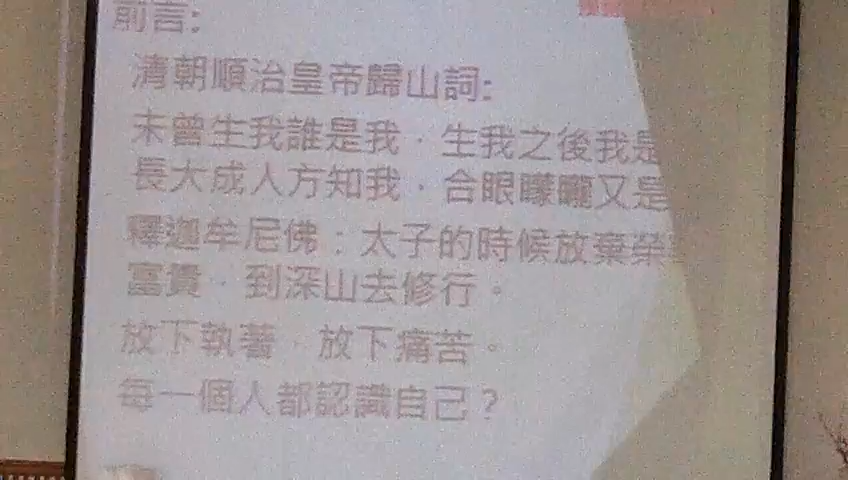 前言:
清朝順治皇帝歸山詞:
未曾生我誰是我．生我之後我是
長大成人方知我．合眼矇矓又是
釋迦牟尼佛：太子的時候放棄榮
富貴．到深山去修行。
放下執著．放下痛苦。
每一個人都認識自己？